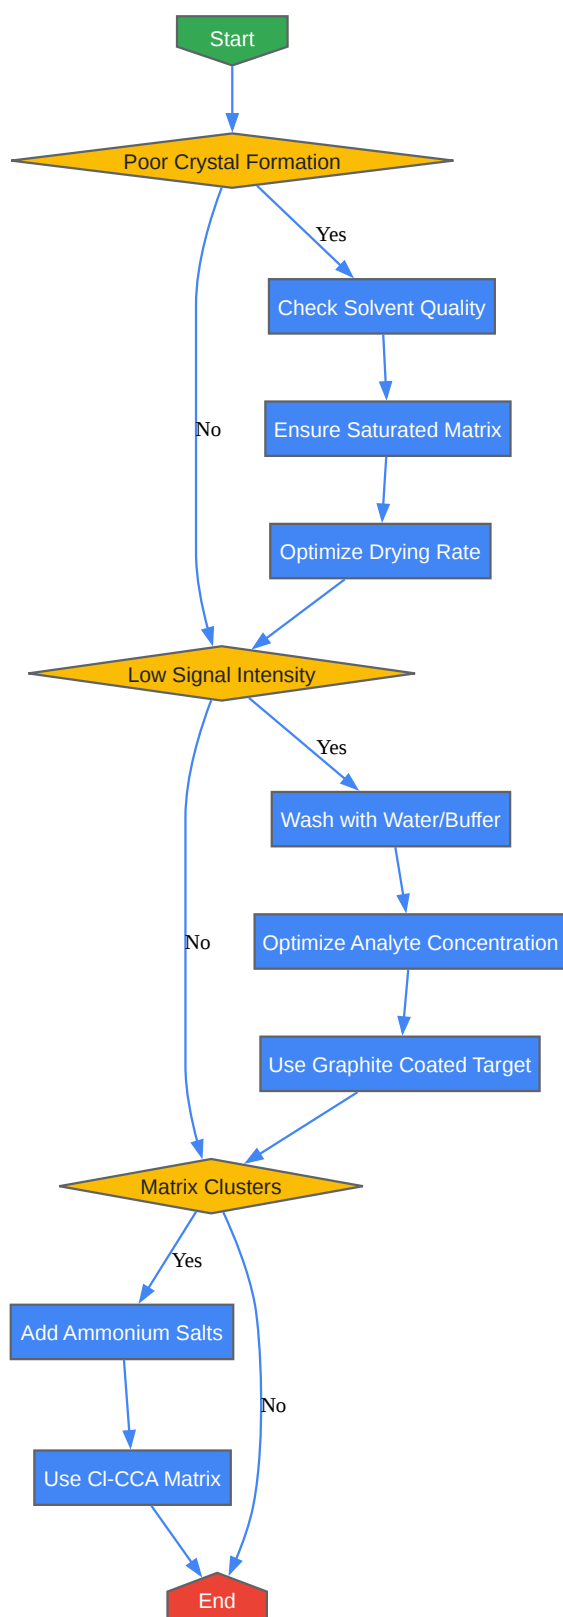 Start
Poor Crystal Formation
Yes
Check Solvent Quality
No
Ensure Saturated Matrix
Optimize Drying Rate
Low Signal Intensity
Yes
Wash with Water/Buffer
No
Optimize Analyte Concentration
Use Graphite Coated Target
Matrix Clusters
Yes
Add Ammonium Salts
No
Use Cl-CCA Matrix
End